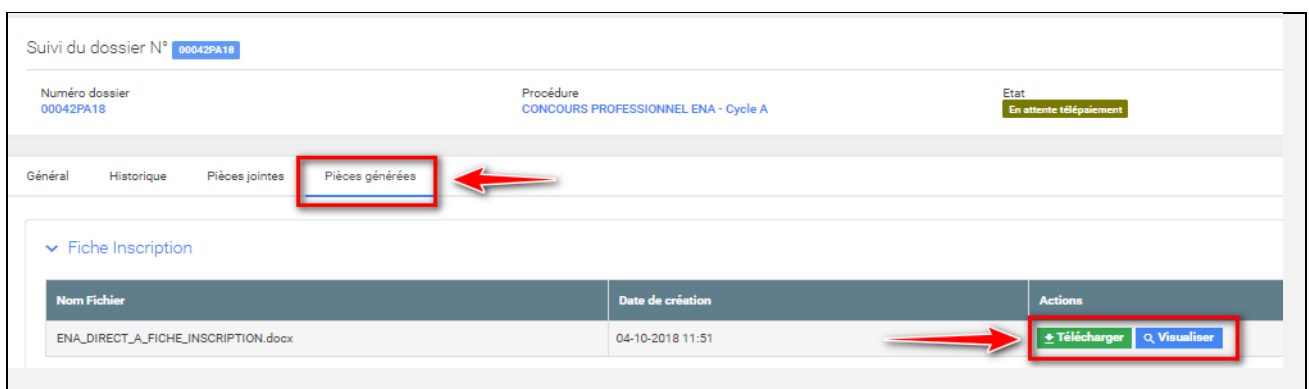 Suivi du dossier N° 00042PA18
Numéro dossier Procédure Etat
00042PA18 CONCOURS PROFESSIONNEL ENA - Cycle A En attente télépaiement
Général Historique Pièces jointes Pièces générées
Fiche Inscription
Nom Fichier Date de création Actions
ENA_DIRECT_A_FICHE_INSCRIPTION.docx 04-10-2018 11:51 Télécharger Visualiser